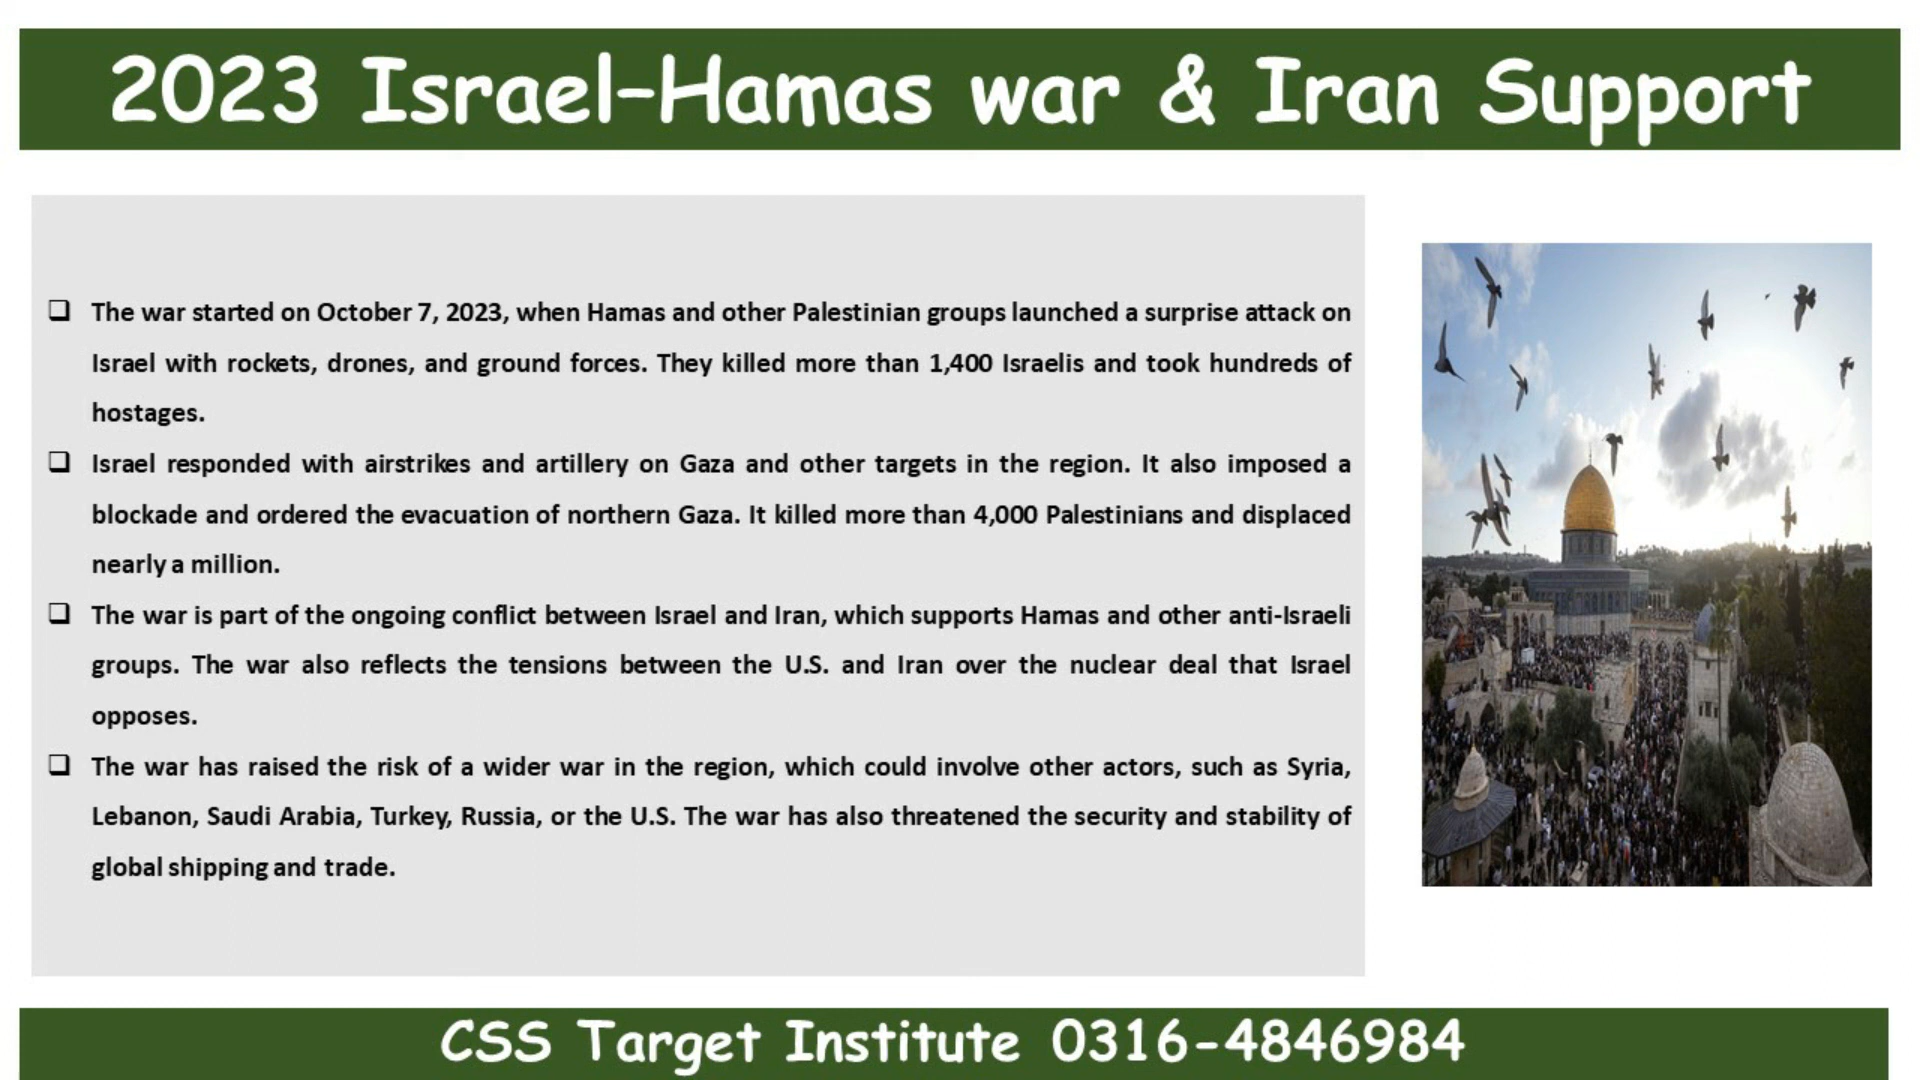 2023 Israel–Hamas war & Iran Support
❑ The war started on October 7, 2023, when Hamas and other Palestinian groups launched a surprise attack on
Israel with rockets, drones, and ground forces. They killed more than 1,400 Israelis and took hundreds of
hostages.
❑ Israel responded with airstrikes and artillery on Gaza and other targets in the region. It also imposed a
blockade and ordered the evacuation of northern Gaza. It killed more than 4,000 Palestinians and displaced
nearly a million.
❑ The war is part of the ongoing conflict between Israel and Iran, which supports Hamas and other anti-Israeli
groups. The war also reflects the tensions between the U.S. and Iran over the nuclear deal that Israel
opposes.
❑ The war has raised the risk of a wider war in the region, which could involve other actors, such as Syria,
Lebanon, Saudi Arabia, Turkey, Russia, or the U.S. The war has also threatened the security and stability of
global shipping and trade.
CSS Target Institute 0316-4846984